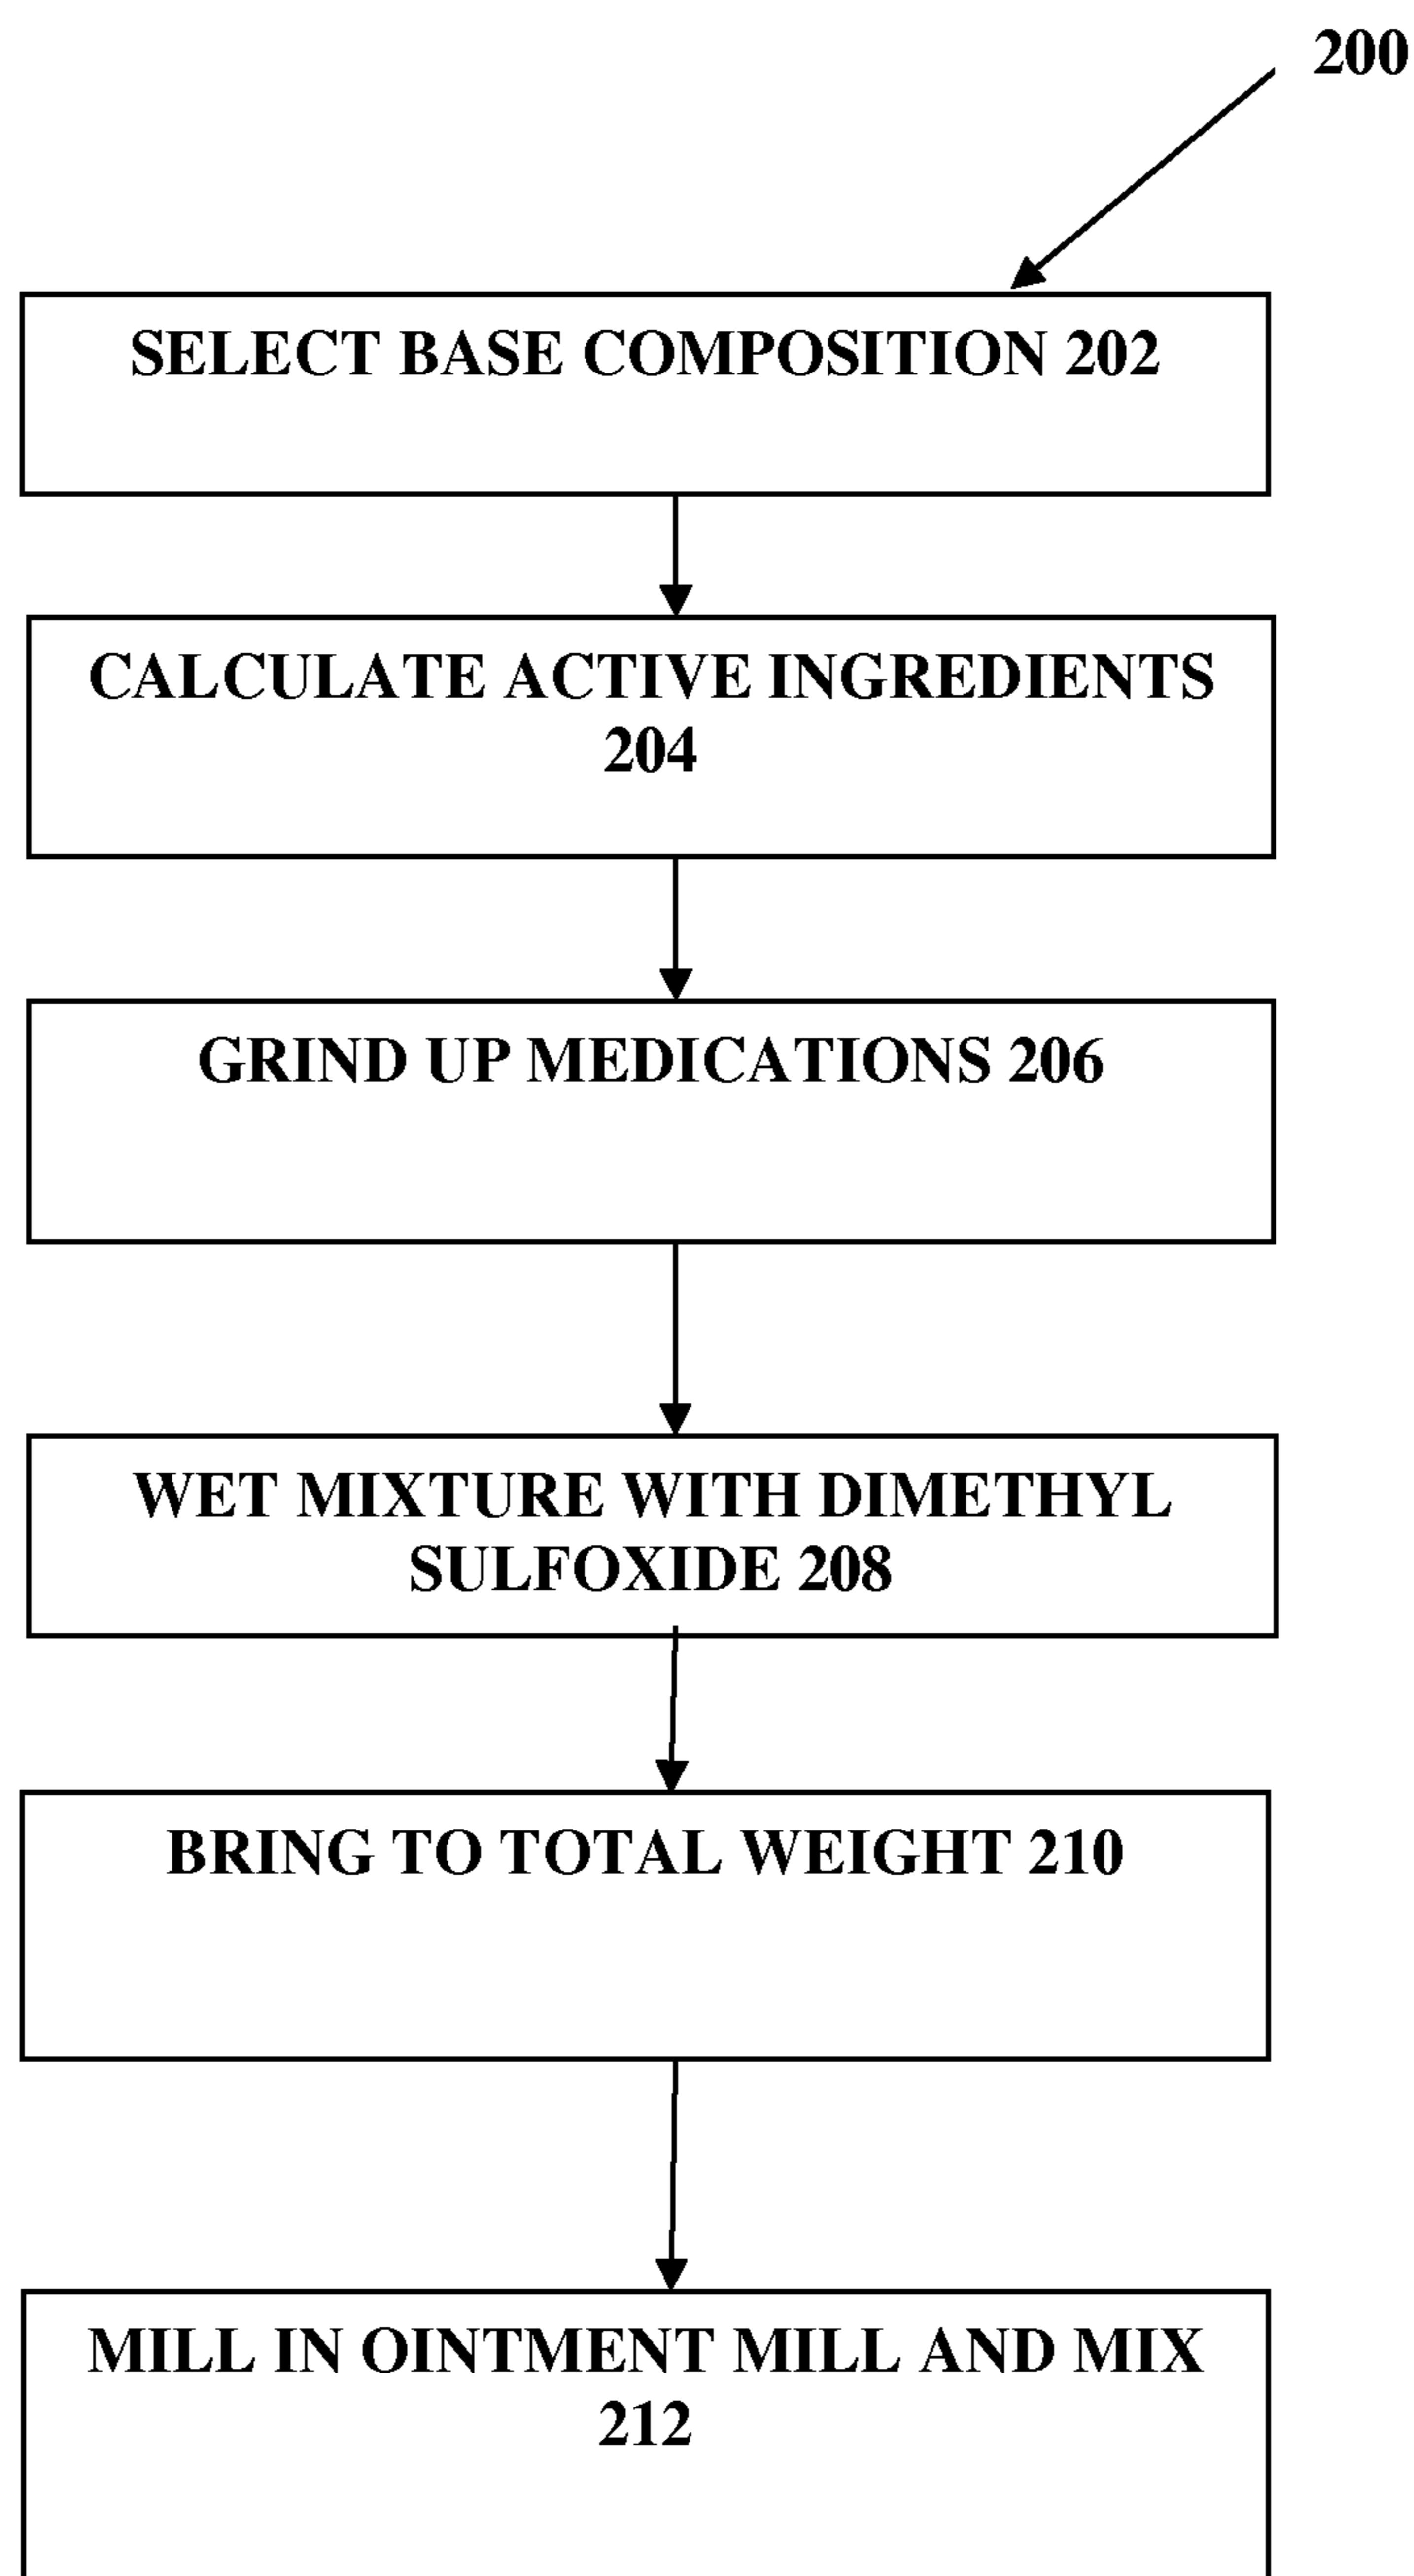 200
SELECT BASE COMPOSITION 202
CALCULATE ACTIVE INGREDIENTS
204
GRIND UP MEDICATIONS 206
WET MIXTURE WITH DIMETHYL
SULFOXIDE 208
BRING TO TOTAL WEIGHT 210
MILL IN OINTMENT MILL AND MIX
212